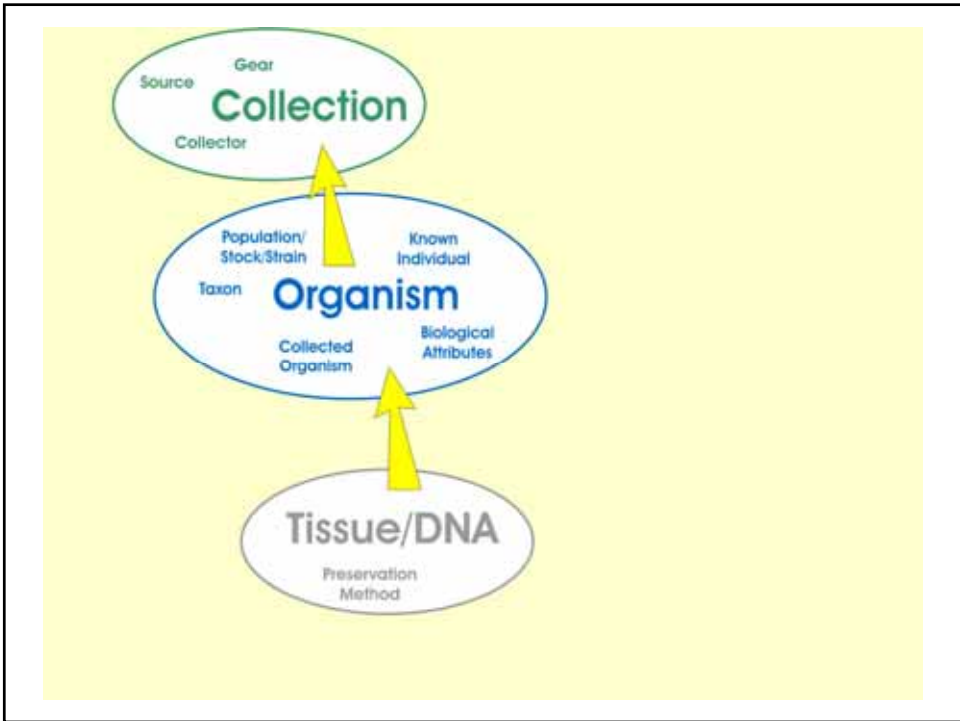 Gear
Source
Collection
Collector
Population/
Stock/Strain
Known
Individual
Taxon
Organism
Collected
Organism
Biological
Attributes
Tissue/DNA
Preservation
Method